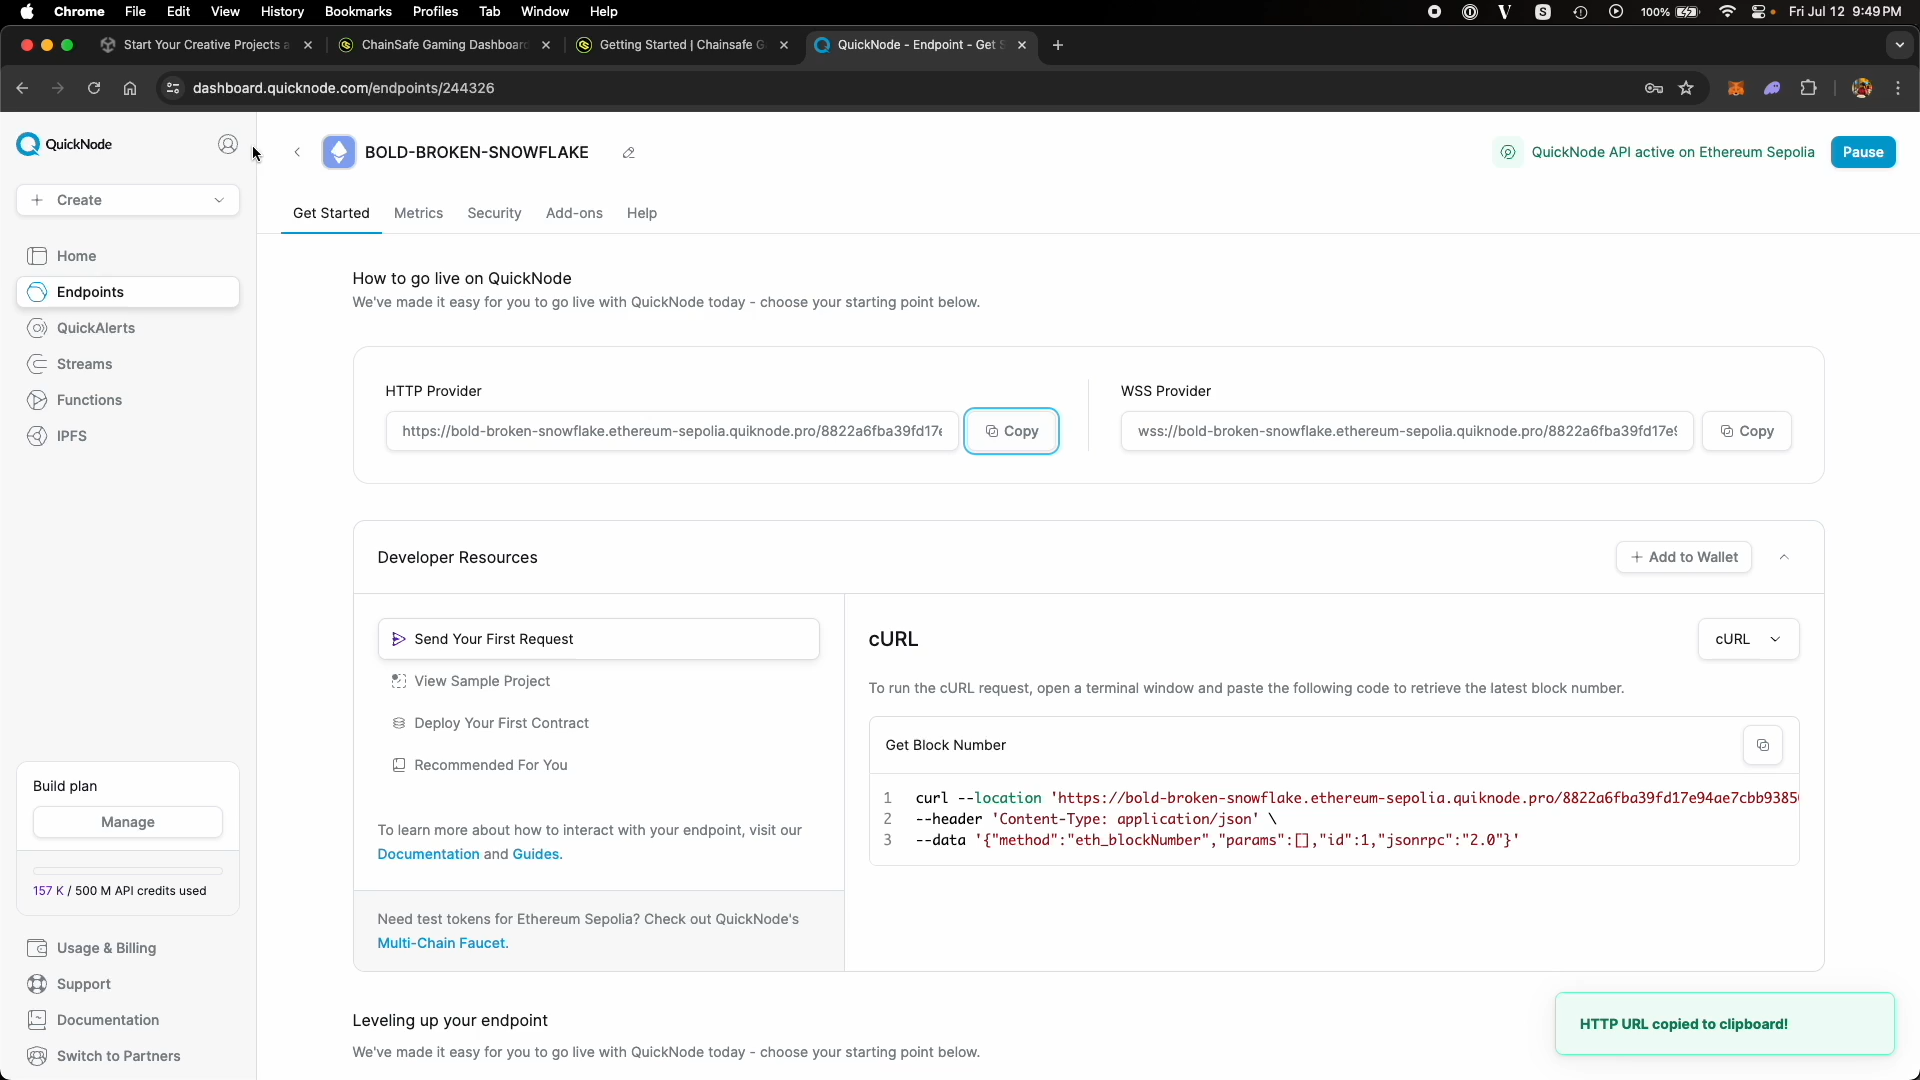 Chrome File Edit View History Bookmarks Profiles Tab Window Help
100% Fri Jul 12 9:49 PM
Start Your Creative Projects a
ChainSafe Gaming Dashboard
Getting Started | Chainsafe G
QuickNode - Endpoint - Get S
dashboard.quicknode.com/endpoints/244326
QuickNode
Create
Home
Endpoints
QuickAlerts
Streams
Functions
IPFS
Build plan
Manage
157 K / 500 M API credits used
Usage & Billing
Support
Documentation
Switch to Partners
BOLD-BROKEN-SNOWFLAKE
QuickNode API active on Ethereum Sepolia
Pause
Get Started Metrics Security Add-ons Help
How to go live on QuickNode
We've made it easy for you to go live with QuickNode today - choose your starting point below.
HTTP Provider
https://bold-broken-snowflake.ethereum-sepolia.quiknode.pro/8822a6fba39fd17e
Copy
WSS Provider
wss://bold-broken-snowflake.ethereum-sepolia.quiknode.pro/8822a6fba39fd17e9
Copy
Developer Resources
Add to Wallet
Send Your First Request
View Sample Project
Deploy Your First Contract
Recommended For You
To learn more about how to interact with your endpoint, visit our
Documentation and Guides.
Need test tokens for Ethereum Sepolia? Check out QuickNode's
Multi-Chain Faucet.
cURL
cURL
To run the cURL request, open a terminal window and paste the following code to retrieve the latest block number.
Get Block Number
1 curl --location 'https://bold-broken-snowflake.ethereum-sepolia.quiknode.pro/8822a6fba39fd17e94ae7cbb9385
2 --header 'Content-Type: application/json' \
3 --data '{"method":"eth_blockNumber","params":[],"id":1,"jsonrpc":"2.0"}'
Leveling up your endpoint
We've made it easy for you to go live with QuickNode today - choose your starting point below.
HTTP URL copied to clipboard!